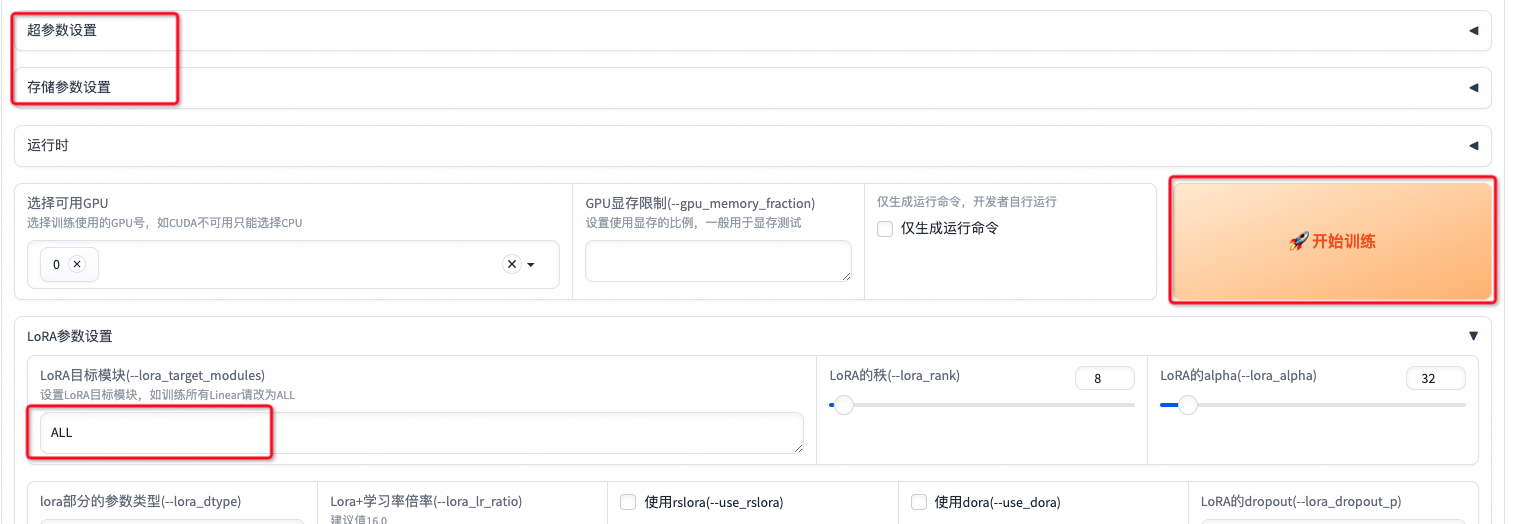 超参数设置
存储参数设置
运行时
选择可用GPU
选择训练使用的GPU号，如CUDA不可用只能选择CPU
0
GPU显存限制(--gpu_memory_fraction)
设置使用显存的比例，一般用于显存测试
仅生成运行命令，开发者自行运行
仅生成运行命令
🚀开始训练
LoRA参数设置
LoRA目标模块(--lora_target_modules)
设置LoRA目标模块，如训练所有Linear请改为ALL
ALL
LoRA的秩(--lora_rank)
8
LoRA的alpha(--lora_alpha)
32
lora部分的参数类型(--lora_dtype)
Lora+学习率倍率(--lora_lr_ratio)
建议值16.0
使用rslora(--use_rslora)
使用dora(--use_dora)
LoRA的dropout(--lora_dropout_p)